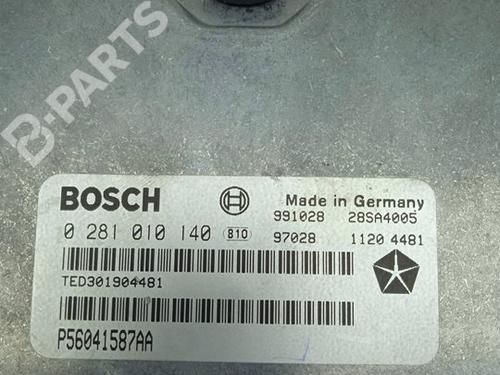 B-PARTS
BOSCH
Made in Germany
991028 28SA4005
0 281 010 140 810 97028 1120 4481
TED301904481
P56041587AA